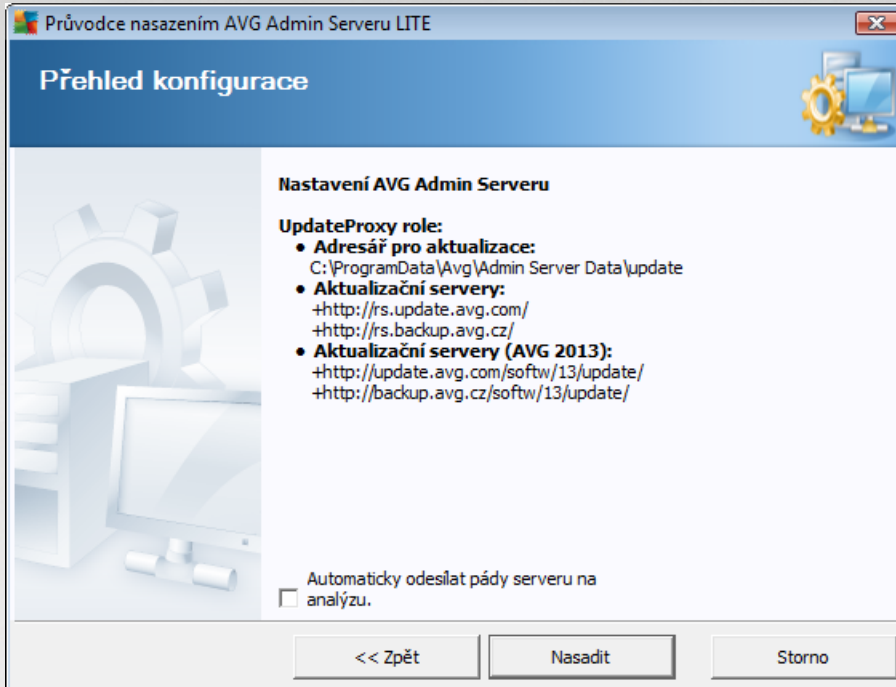 Průvodce nasazením AVG Admin Serveru LITE
Přehled konfigurace
Nastavení AVG Admin Serveru
UpdateProxy role:
• Adresář pro aktualizace:
C:\ProgramData\Avg\Admin Server Data\update
• Aktualizační servery:
+http://rs.update.avg.com/
+http://rs.backup.avg.cz/
• Aktualizační servery (AVG 2013):
+http://update.avg.com/softw/13/update/
+http://backup.avg.cz/softw/13/update/
Automaticky odesílat pády serveru na
analýzu.
<< Zpět
Nasadit
Storno